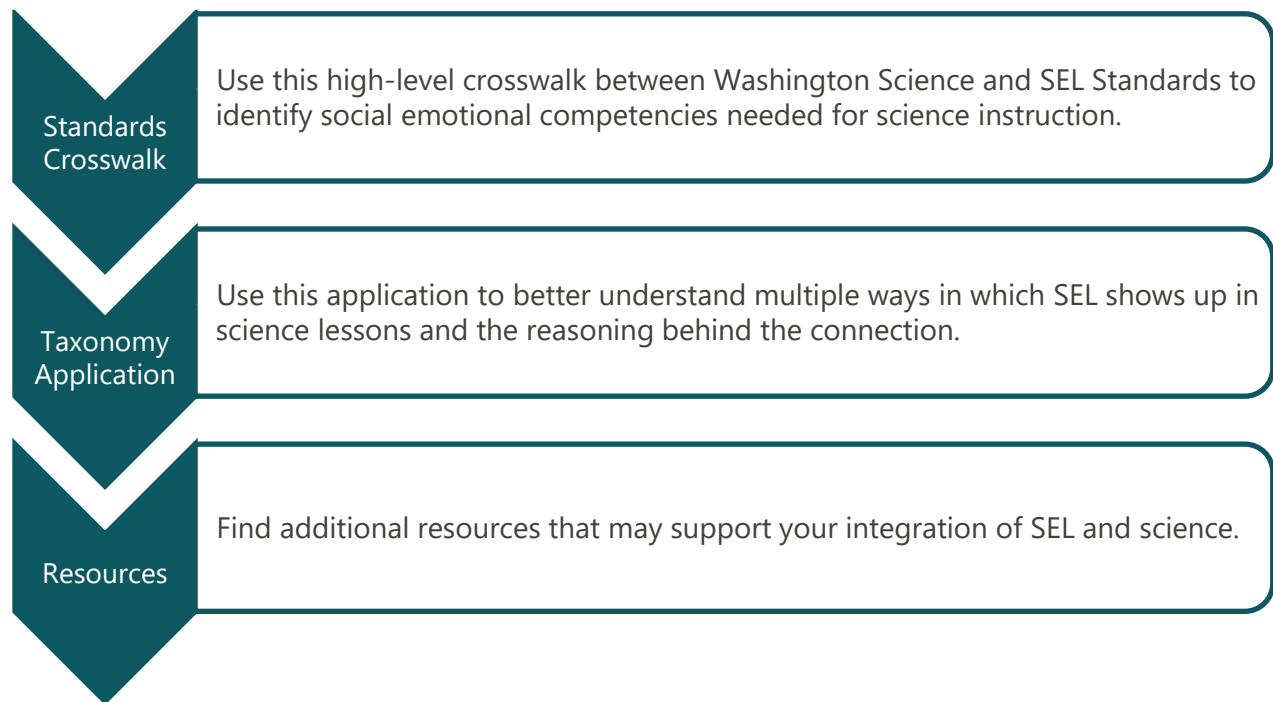 Standards
Crosswalk
Use this high-level crosswalk between Washington Science and SEL Standards to
identify social emotional competencies needed for science instruction.
Taxonomy
Application
Use this application to better understand multiple ways in which SEL shows up in
science lessons and the reasoning behind the connection.
Resources
Find additional resources that may support your integration of SEL and science.